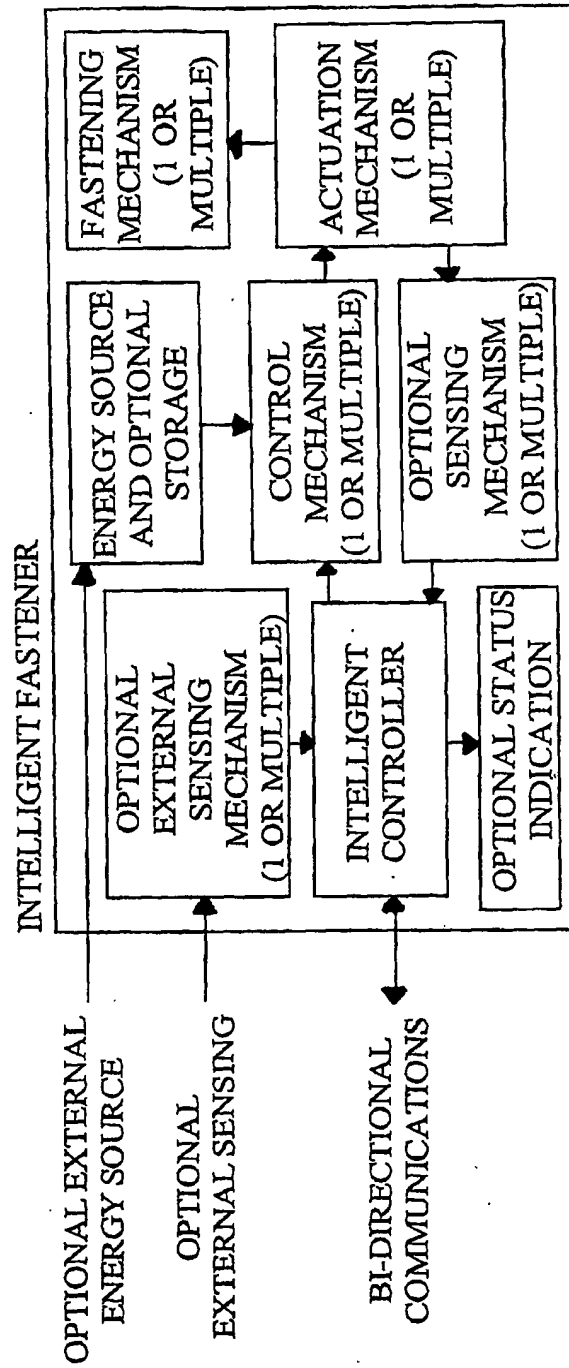 INTELLIGENT FASTENER
OPTIONAL EXTERNAL
ENERGY SOURCE
OPTIONAL
EXTERNAL SENSING
BI-DIRECTIONAL
COMMUNICATIONS
OPTIONAL
EXTERNAL
SENSING
MECHANISM
(1 OR MULTIPLE)
INTELLIGENT
CONTROLLER
OPTIONAL STATUS
INDICATION
ENERGY SOURCE
AND OPTIONAL
STORAGE
CONTROL
MECHANISM
(1 OR MULTIPLE)
OPTIONAL
SENSING
MECHANISM
(1 OR MULTIPLE)
FASTENING
MECHANISM
(1 OR
MULTIPLE)
ACTUATION
MECHANISM
(1 OR
MULTIPLE)